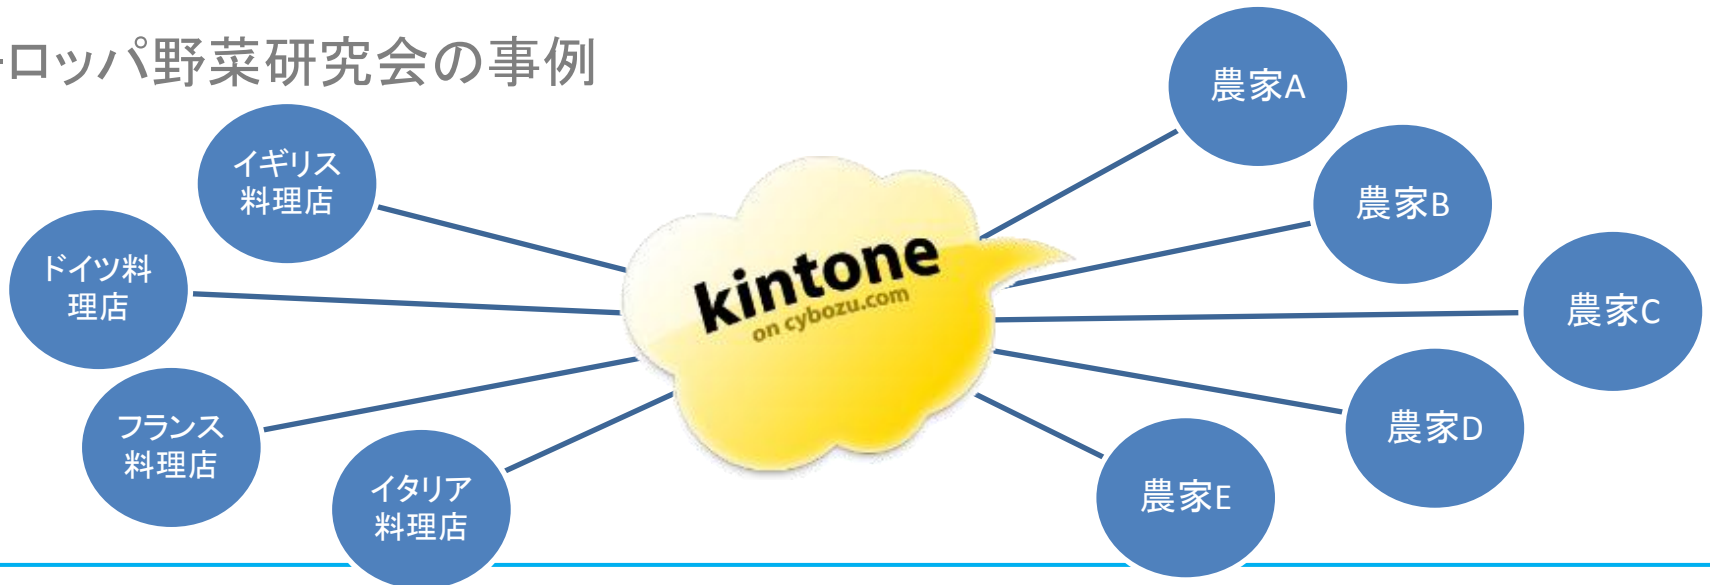 ーロッパ野菜研究会の事例
イギリス
料理店
ドイツ料
理店
フランス
料理店
イタリア
料理店
kintone
on cybozu.com
農家A
農家B
農家C
農家D
農家E